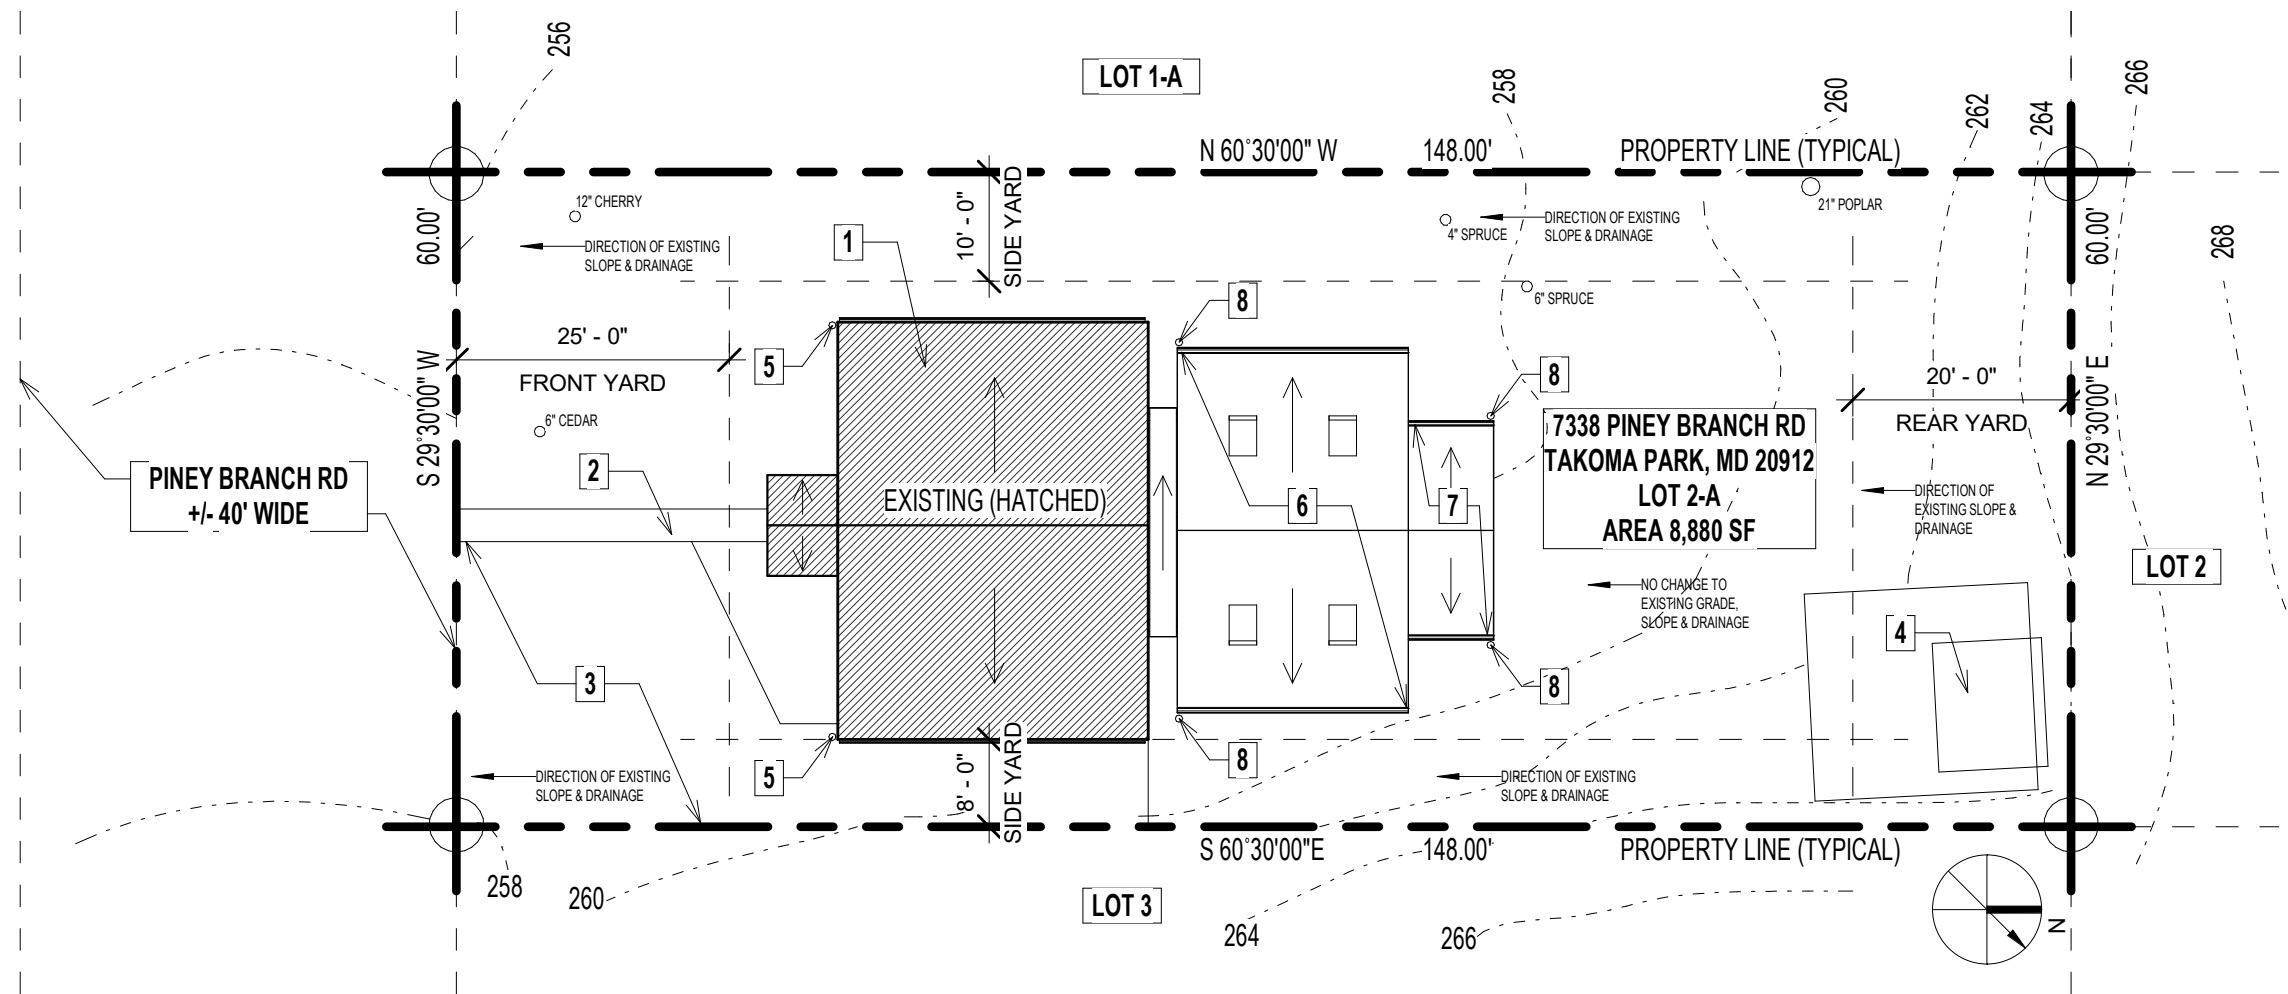 256
LOT 1-A
258
260
262
264
266
268
N 60°30'00" W
148.00'
PROPERTY LINE (TYPICAL)
12" CHERRY
60.00'
DIRECTION OF EXISTING
SLOPE & DRAINAGE
1
10' - 0"
SIDE YARD
4" SPRUCE
DIRECTION OF EXISTING
SLOPE & DRAINAGE
21" POPLAR
60.00'
6" SPRUCE
8
25' - 0"
FRONT YARD
5
S 29°30'00" W
6" CEDAR
8
20' - 0"
REAR YARD
N 29°30'00" E
7338 PINEY BRANCH RD
TAKOMA PARK, MD 20912
LOT 2-A
AREA 8,880 SF
PINEY BRANCH RD
+/- 40' WIDE
2
EXISTING (HATCHED)
6
7
DIRECTION OF
EXISTING SLOPE &
DRAINAGE
LOT 2
NO CHANGE TO
EXISTING GRADE,
SLOPE & DRAINAGE
4
3
8
5
8
DIRECTION OF EXISTING
SLOPE & DRAINAGE
8' - 0"
SIDE YARD
DIRECTION OF EXISTING
SLOPE & DRAINAGE
S 60°30'00"E
148.00'
PROPERTY LINE (TYPICAL)
258
260
LOT 3
264
266
N